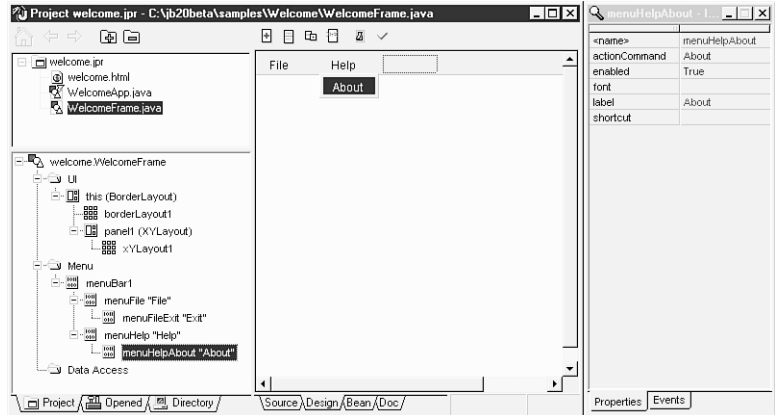 Project welcome.jpr - C:\jb20beta\samples\Welcome\WelcomeFrame.java
welcome.jpr
welcome.html
WelcomeApp.java
WelcomeFrame.java
welcome.WelcomeFrame
UI
this (BorderLayout)
borderLayout1
panel1 (XYLayout)
xYLayout1
Menu
menuBar1
menuFile "File"
menuFileExit "Exit"
menuHelp "Help"
menuHelpAbout "About"
Data Access
Project Opened Directory
File Help
About
Source Design Bean Doc
menuHelpAbout - I...
<name> menuHelpAbout
actionCommand About
enabled True
font
label About
shortcut
Properties Events